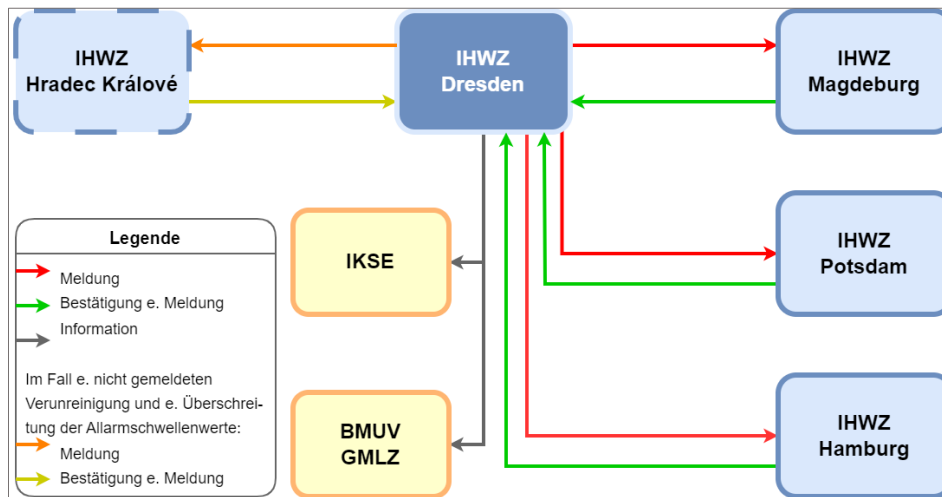 IHWZ
Hradec Králové
IHWZ
Dresden
IHWZ
Magdeburg
IKSE
IHWZ
Potsdam
BMUV
GMLZ
IHWZ
Hamburg
Legende
Meldung
Bestätigung e. Meldung
Information
Im Fall e. nicht gemeldeten
Verunreinigung und e. Überschrei-
tung der Allarmschwellenwerte:
Meldung
Bestätigung e. Meldung